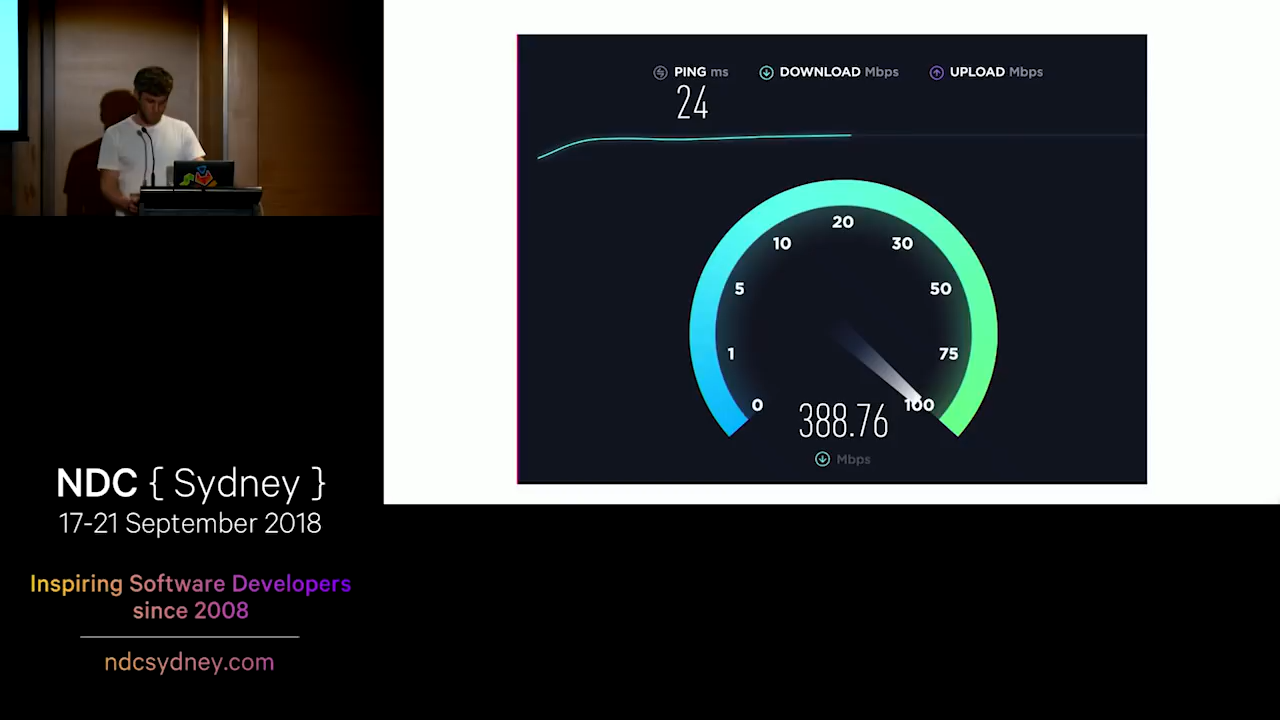 PING ms
24
DOWNLOAD Mbps
UPLOAD Mbps
0
1
5
10
20
30
50
75
100
388.76
Mbps
NDC { Sydney }
17-21 September 2018
Inspiring Software Developers
since 2008
ndcsydney.com